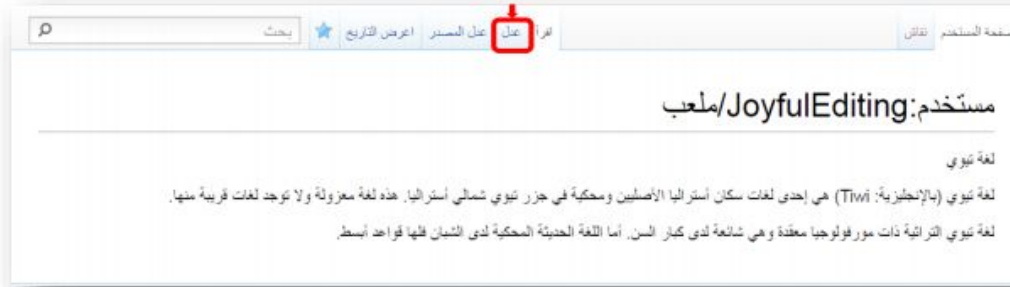 صفحة المستخدم نقاش اقرأ عدل عدل المصدر اعرض التاريخ بحث
مستخدم:JoyfulEditing/ملعب
لغة تيوي
لغة تيوي (بالإنجليزية: Tiwi) هي إحدى لغات سكان أستراليا الأصليين ومحكية في جزر تيوي شمالي أستراليا. هذه لغة معزولة ولا توجد لغات قريبة منها.
لغة تيوي التراثية ذات مورفولوجيا معقدة وهي شائعة لدى كبار السن. أما اللغة الحديثة المحكية لدى الشبان فلها قواعد أبسط.